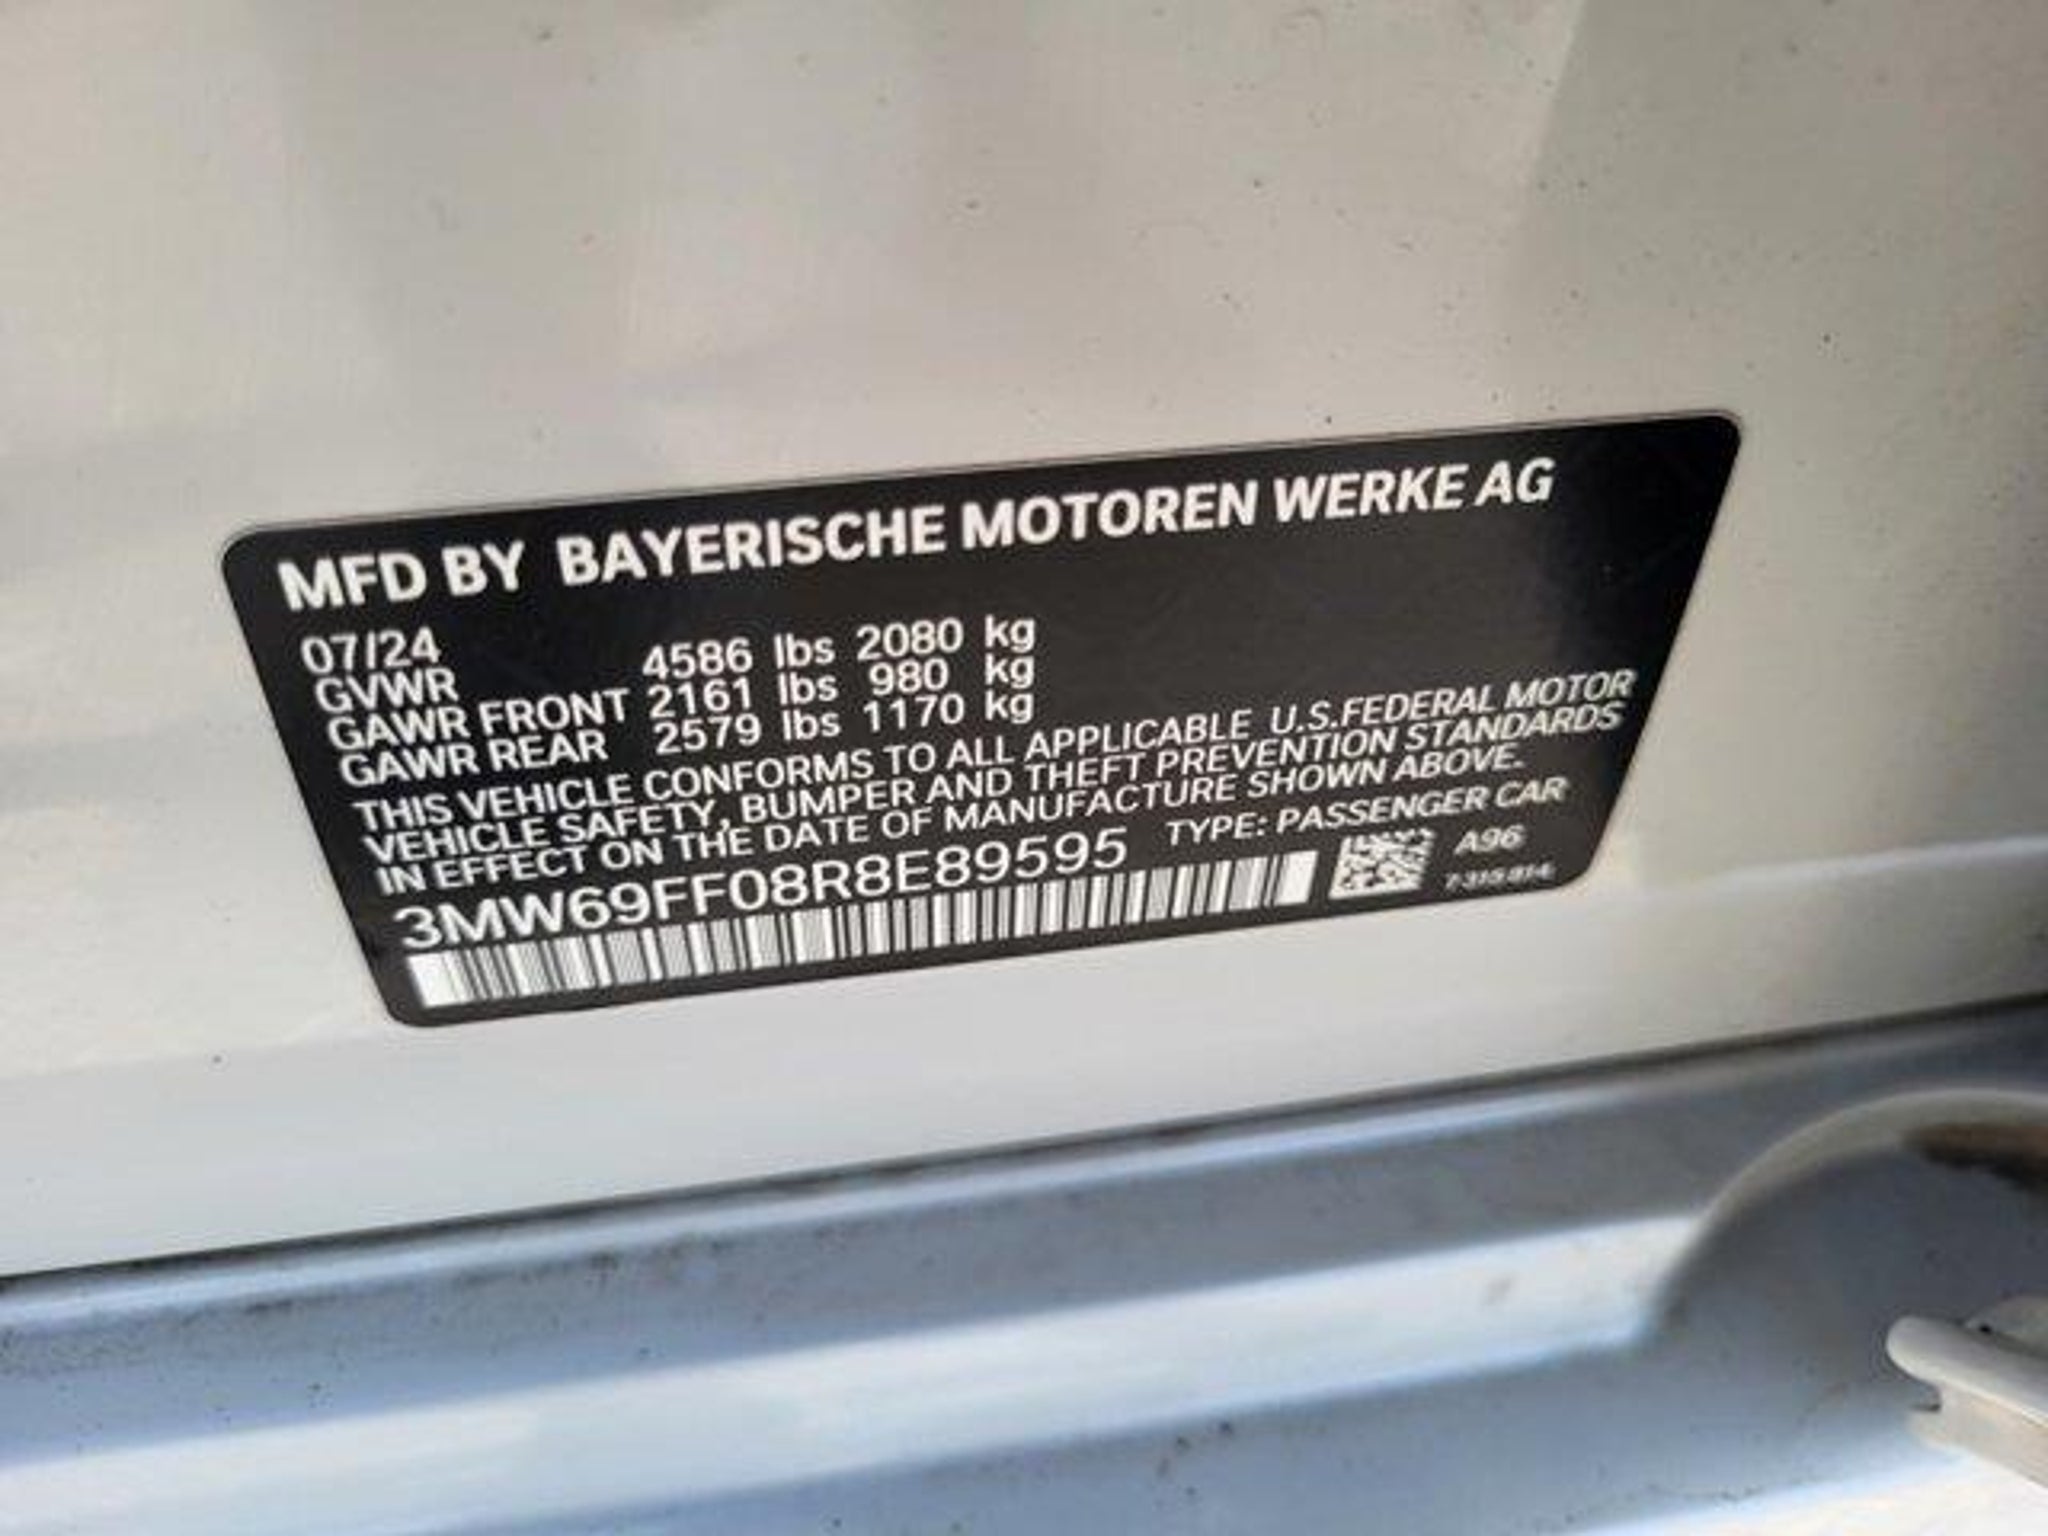 MFD BY BAYERISCHE MOTOREN WERKE AG
07/24
GVWR 4586 lbs 2080 kg
GAWR FRONT 2161 lbs 980 kg
GAWR REAR 2579 lbs 1170 kg
THIS VEHICLE CONFORMS TO ALL APPLICABLE U.S.FEDERAL MOTOR
VEHICLE SAFETY, BUMPER AND THEFT PREVENTION STANDARDS
IN EFFECT ON THE DATE OF MANUFACTURE SHOWN ABOVE.
3MW69FF08R8E89595 TYPE: PASSENGER CAR
A96